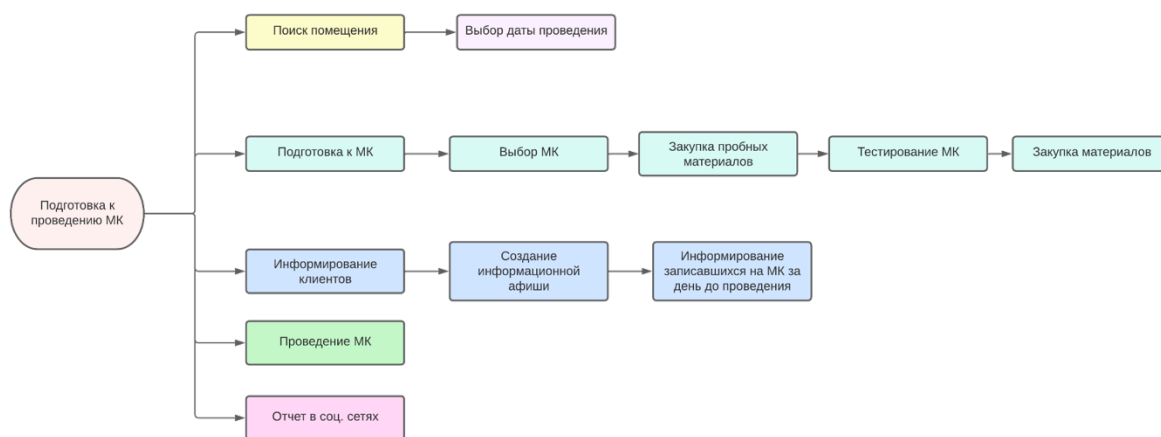 Поиск помещения
Выбор даты проведения
Подготовка к МК
Выбор МК
Закупка пробных
материалов
Тестирование МК
Закупка материалов
Подготовка к
проведению МК
Информирование
клиентов
Создание
информационной
афиши
Информирование
записавшихся на МК за
день до проведения
Проведение МК
Отчет в соц. сетях